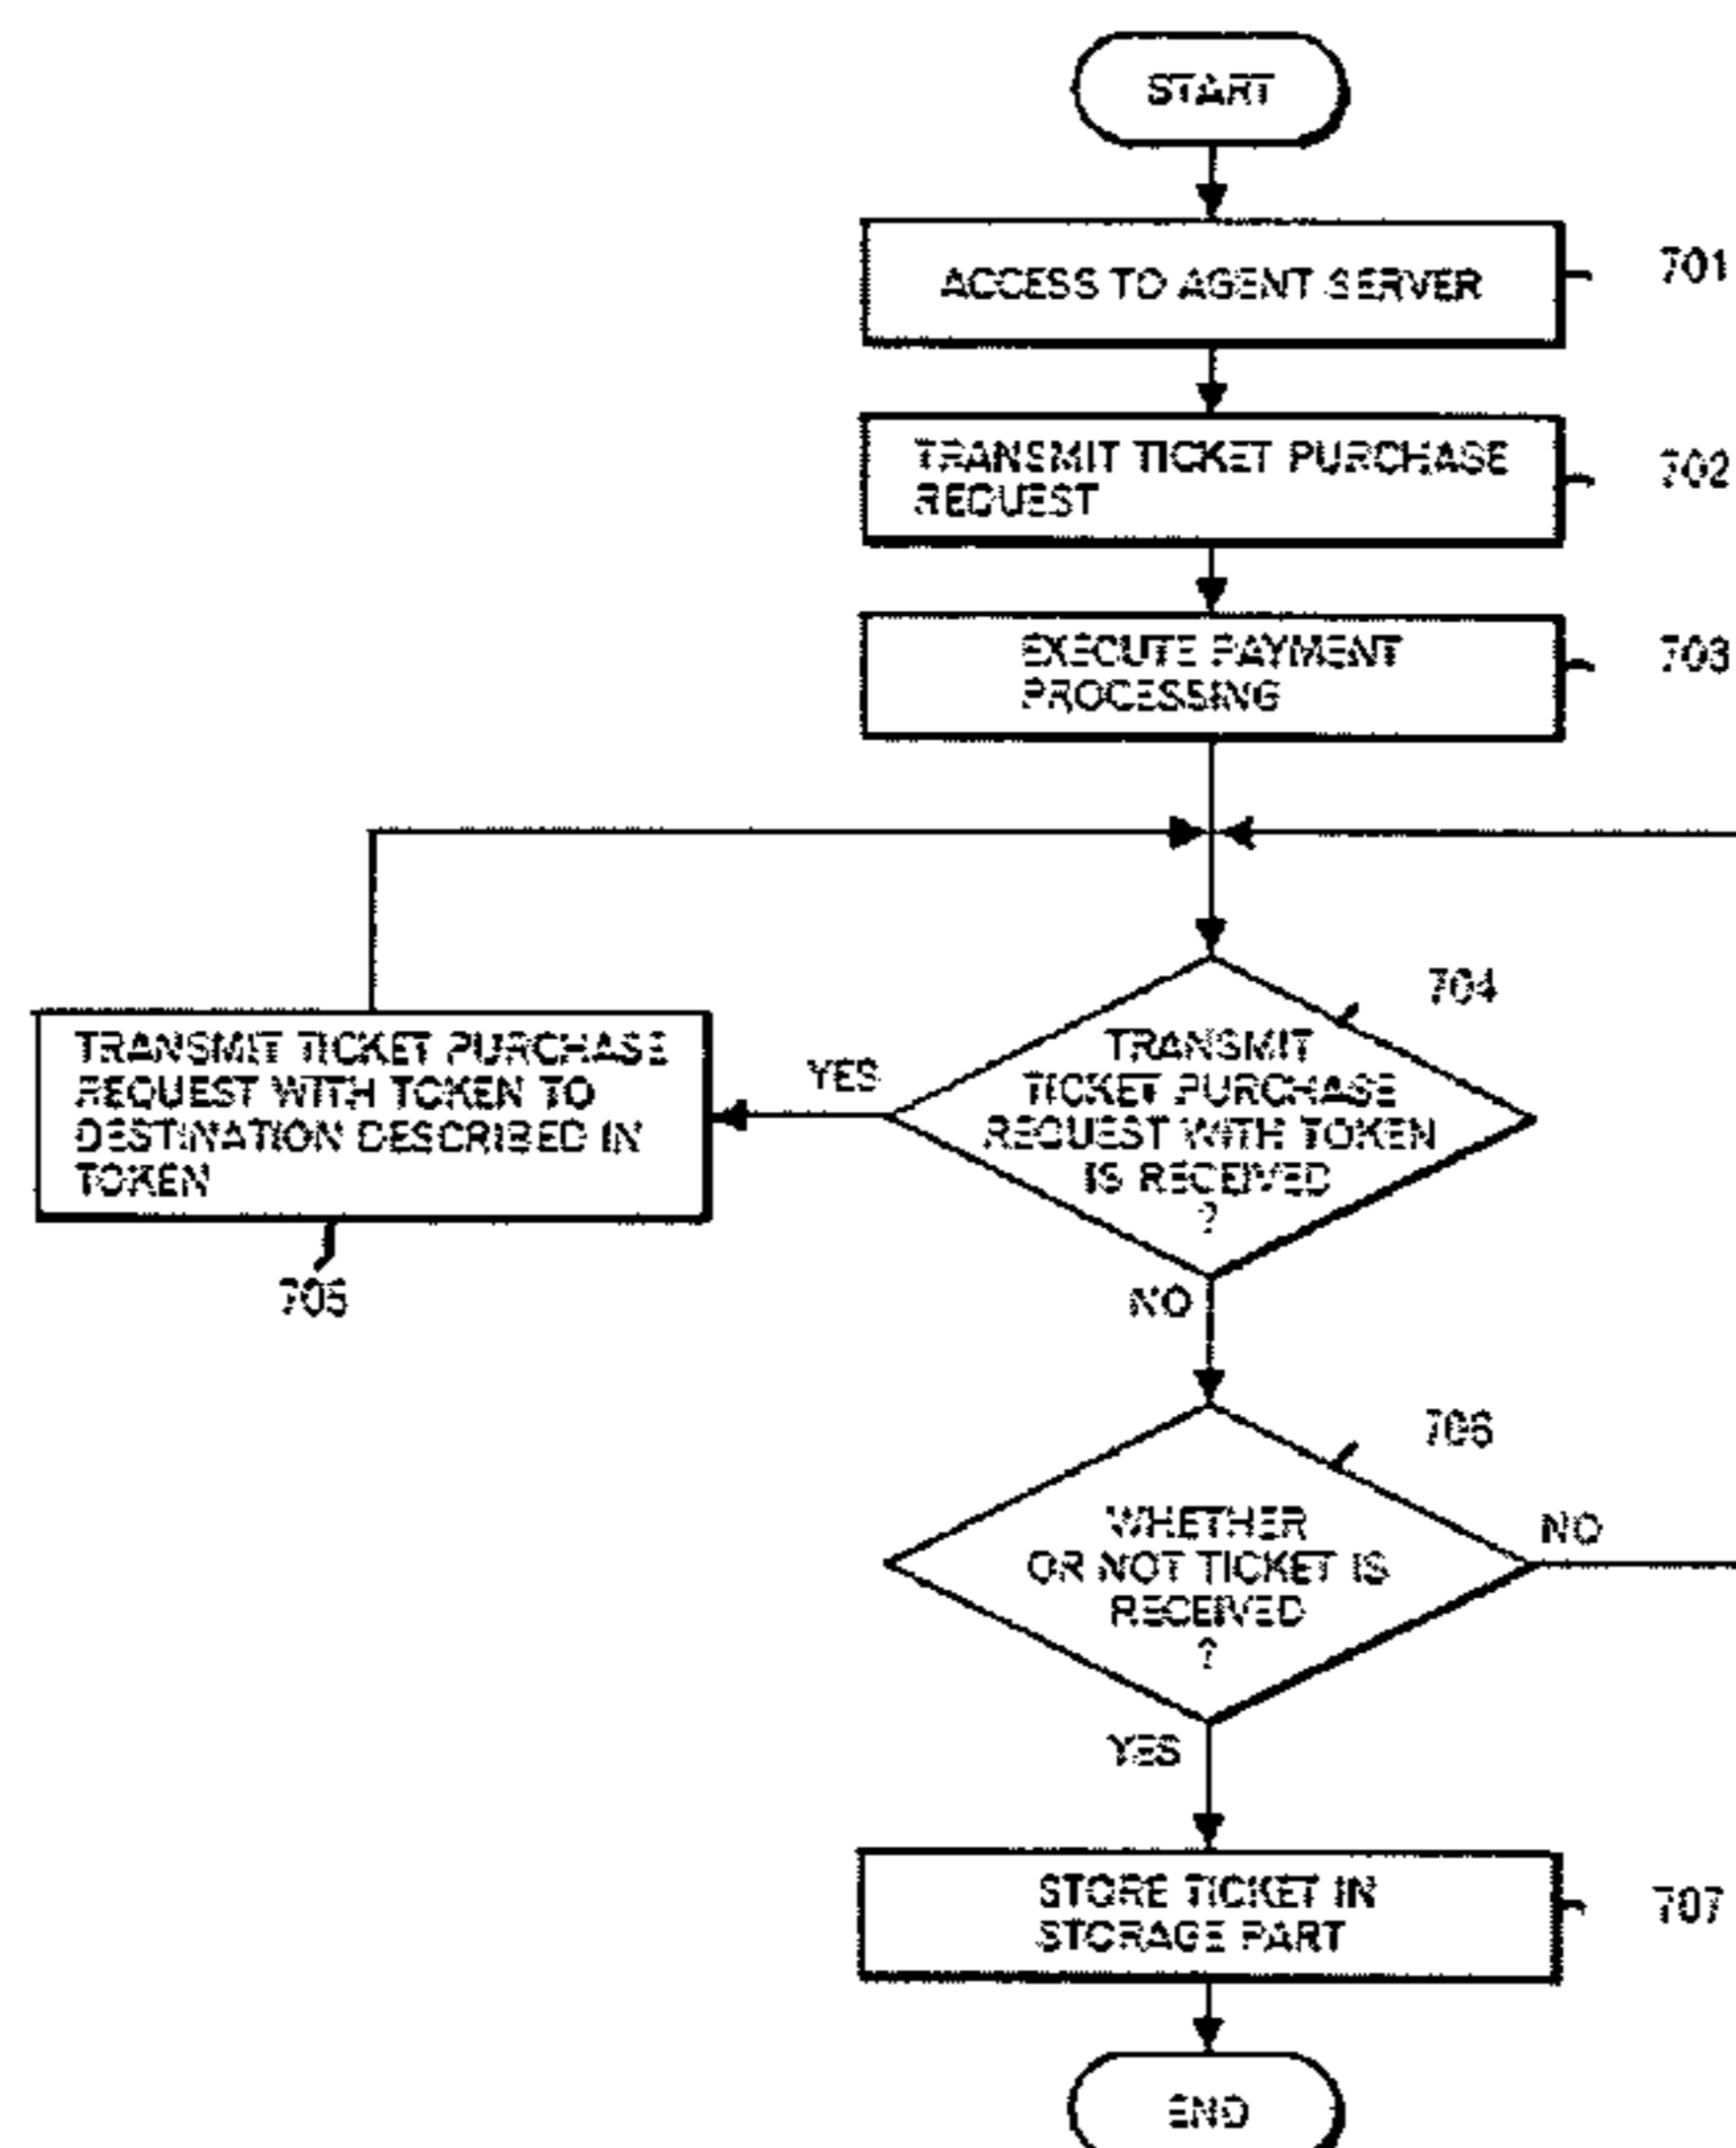 START
ACCESS TO AGENT SERVER
701
TRANSMIT TICKET PURCHASE
REQUEST
702
EXECUTE PAYMENT
PROCESSING
703
704
TRANSMIT
TICKET PURCHASE
REQUEST WITH TOKEN
IS RECEIVED
?
YES
TRANSMIT TICKET PURCHASE
REQUEST WITH TOKEN TO
DESTINATION DESCRIBED IN
TOKEN
705
NO
706
WHETHER
OR NOT TICKET IS
RECEIVED
?
NO
YES
STORE TICKET IN
STORAGE PART
707
END